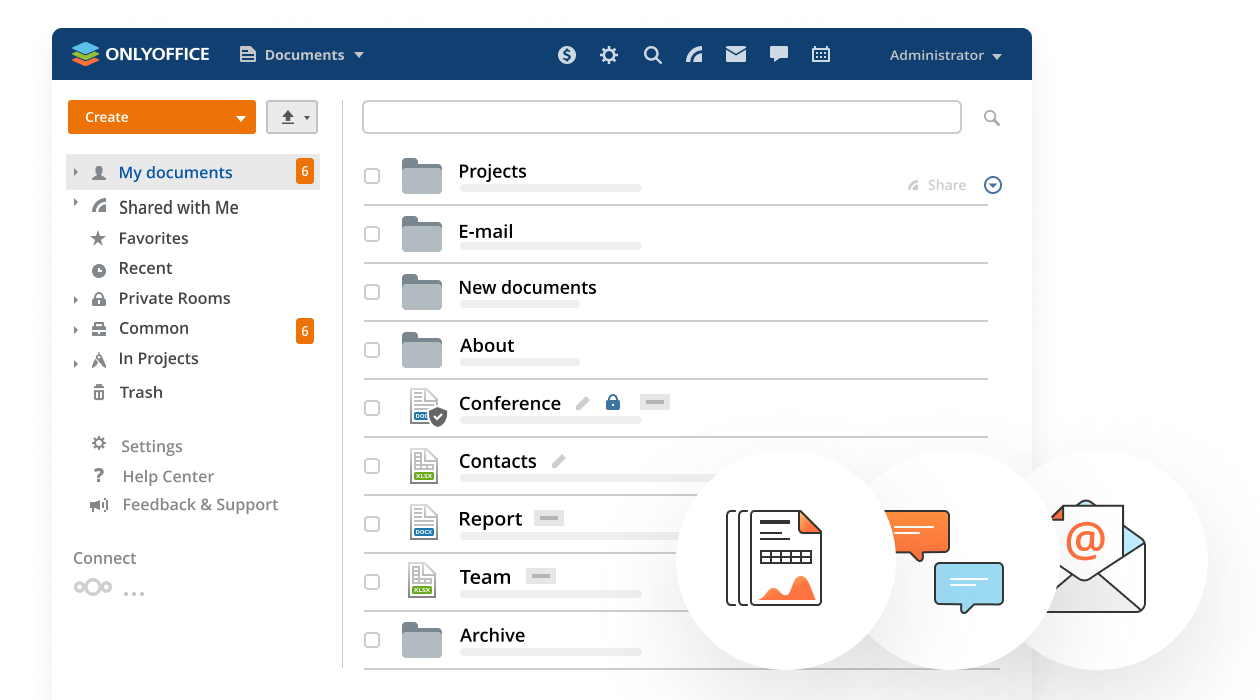 ONLYOFFICE
Documents
Administrator
Create
My documents
6
Shared with Me
Favorites
Recent
Private Rooms
Common
6
In Projects
Trash
Settings
? Help Center
Feedback & Support
Connect
...
Projects
Share
E-mail
New documents
About
Conference
DOCX
Contacts
XLSX
Report
DOCX
Team
XLSX
Archive
@